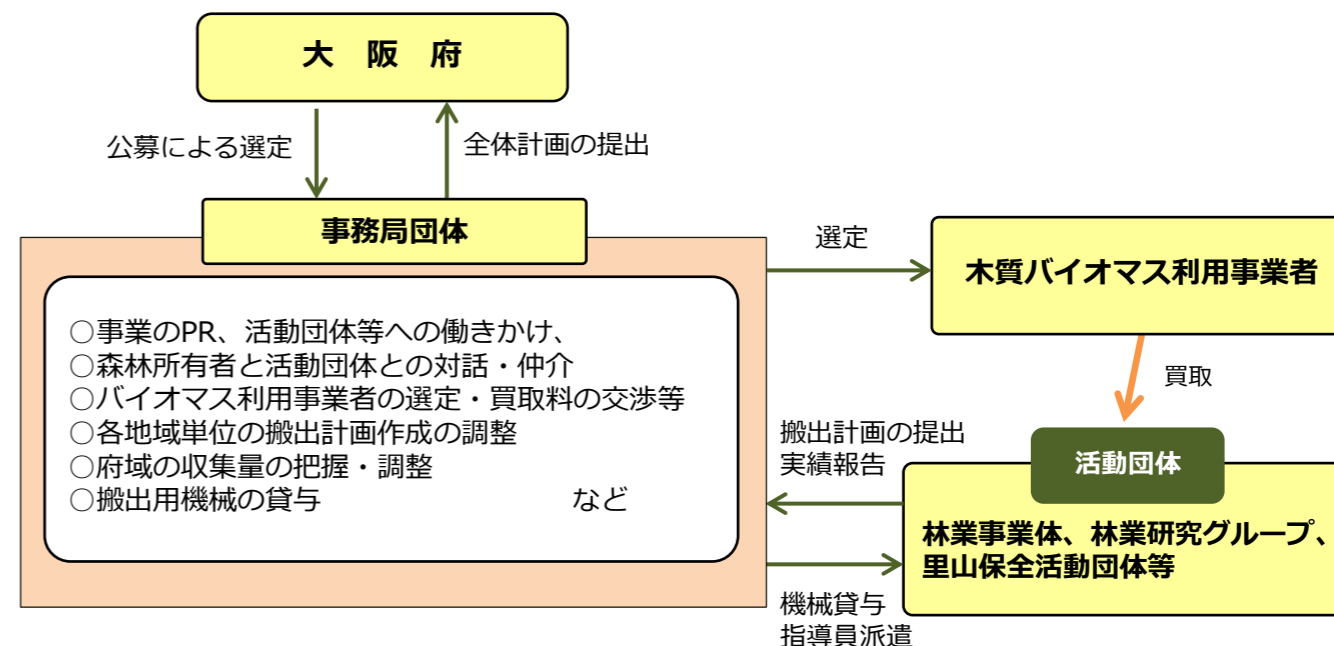 大 阪 府
公募による選定
全体計画の提出
事務局団体
○事業のPR、活動団体等への働きかけ、
○森林所有者と活動団体との対話・仲介
○バイオマス利用事業者の選定・買取料の交渉等
○各地域単位の搬出計画作成の調整
○府域の収集量の把握・調整
○搬出用機械の貸与 など
選定
木質バイオマス利用事業者
買取
搬出計画の提出
実績報告
活動団体
林業事業体、林業研究グループ、
里山保全活動団体等
機械貸与
指導員派遣